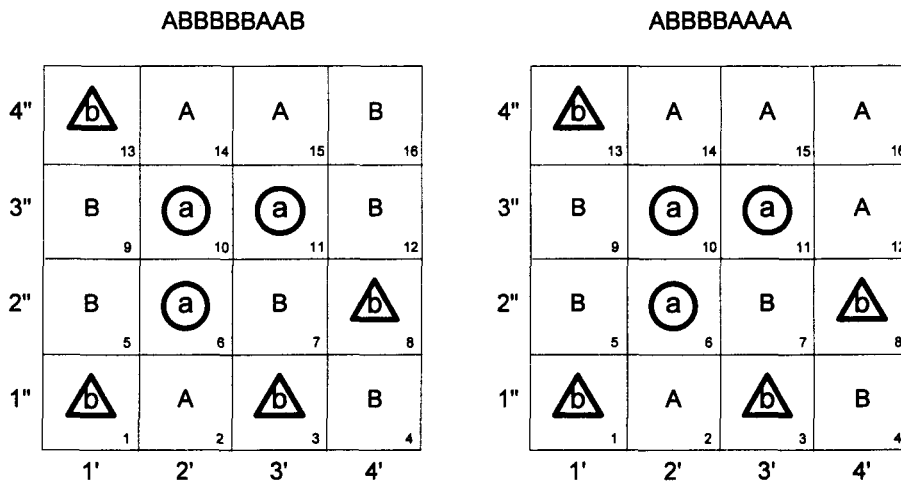 ABBBBBAAB ABBBBAAAA
4" b A A B 4" b A A A
13 14 15 16 13 14 15 16
3" B a a B 3" B a a A
9 10 11 12 9 10 11 12
2" B a B b 2" B a B b
5 6 7 8 5 6 7 8
1" b A b B 1" b A b B
1 2 3 4 1 2 3 4
1' 2' 3' 4' 1' 2' 3' 4'